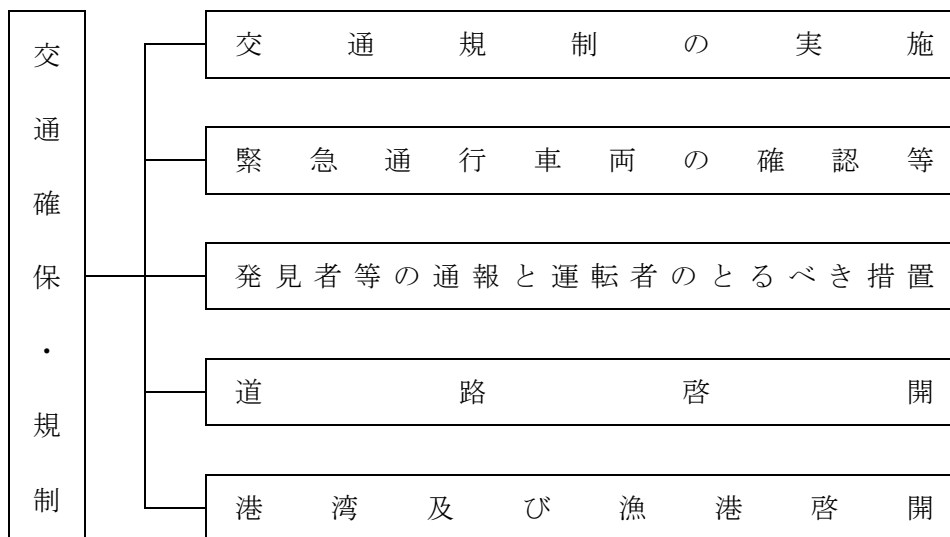 交通確保・規制
交通規制の実施
緊急通行車両の確認等
発見者等の通報と運転者のとるべき措置
道路啓開
港湾及び漁港啓開